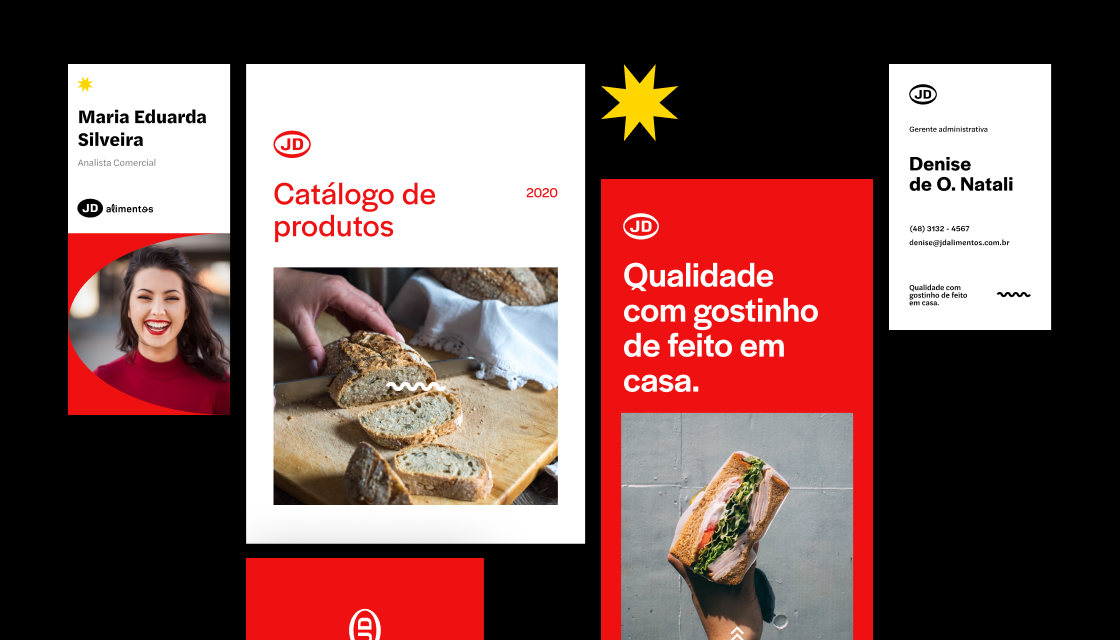 Maria Eduarda
Silveira
Analista Comercial
JD alimentos
JD
Catálogo de
produtos
2020
JD
Qualidade
com gostinho
de feito em
casa.
JD
Gerente administrativa
Denise
de O. Natali
(48) 3132 - 4567
denise@jdalimentos.com.br
Qualidade com
gostinho de feito
em casa.
JD